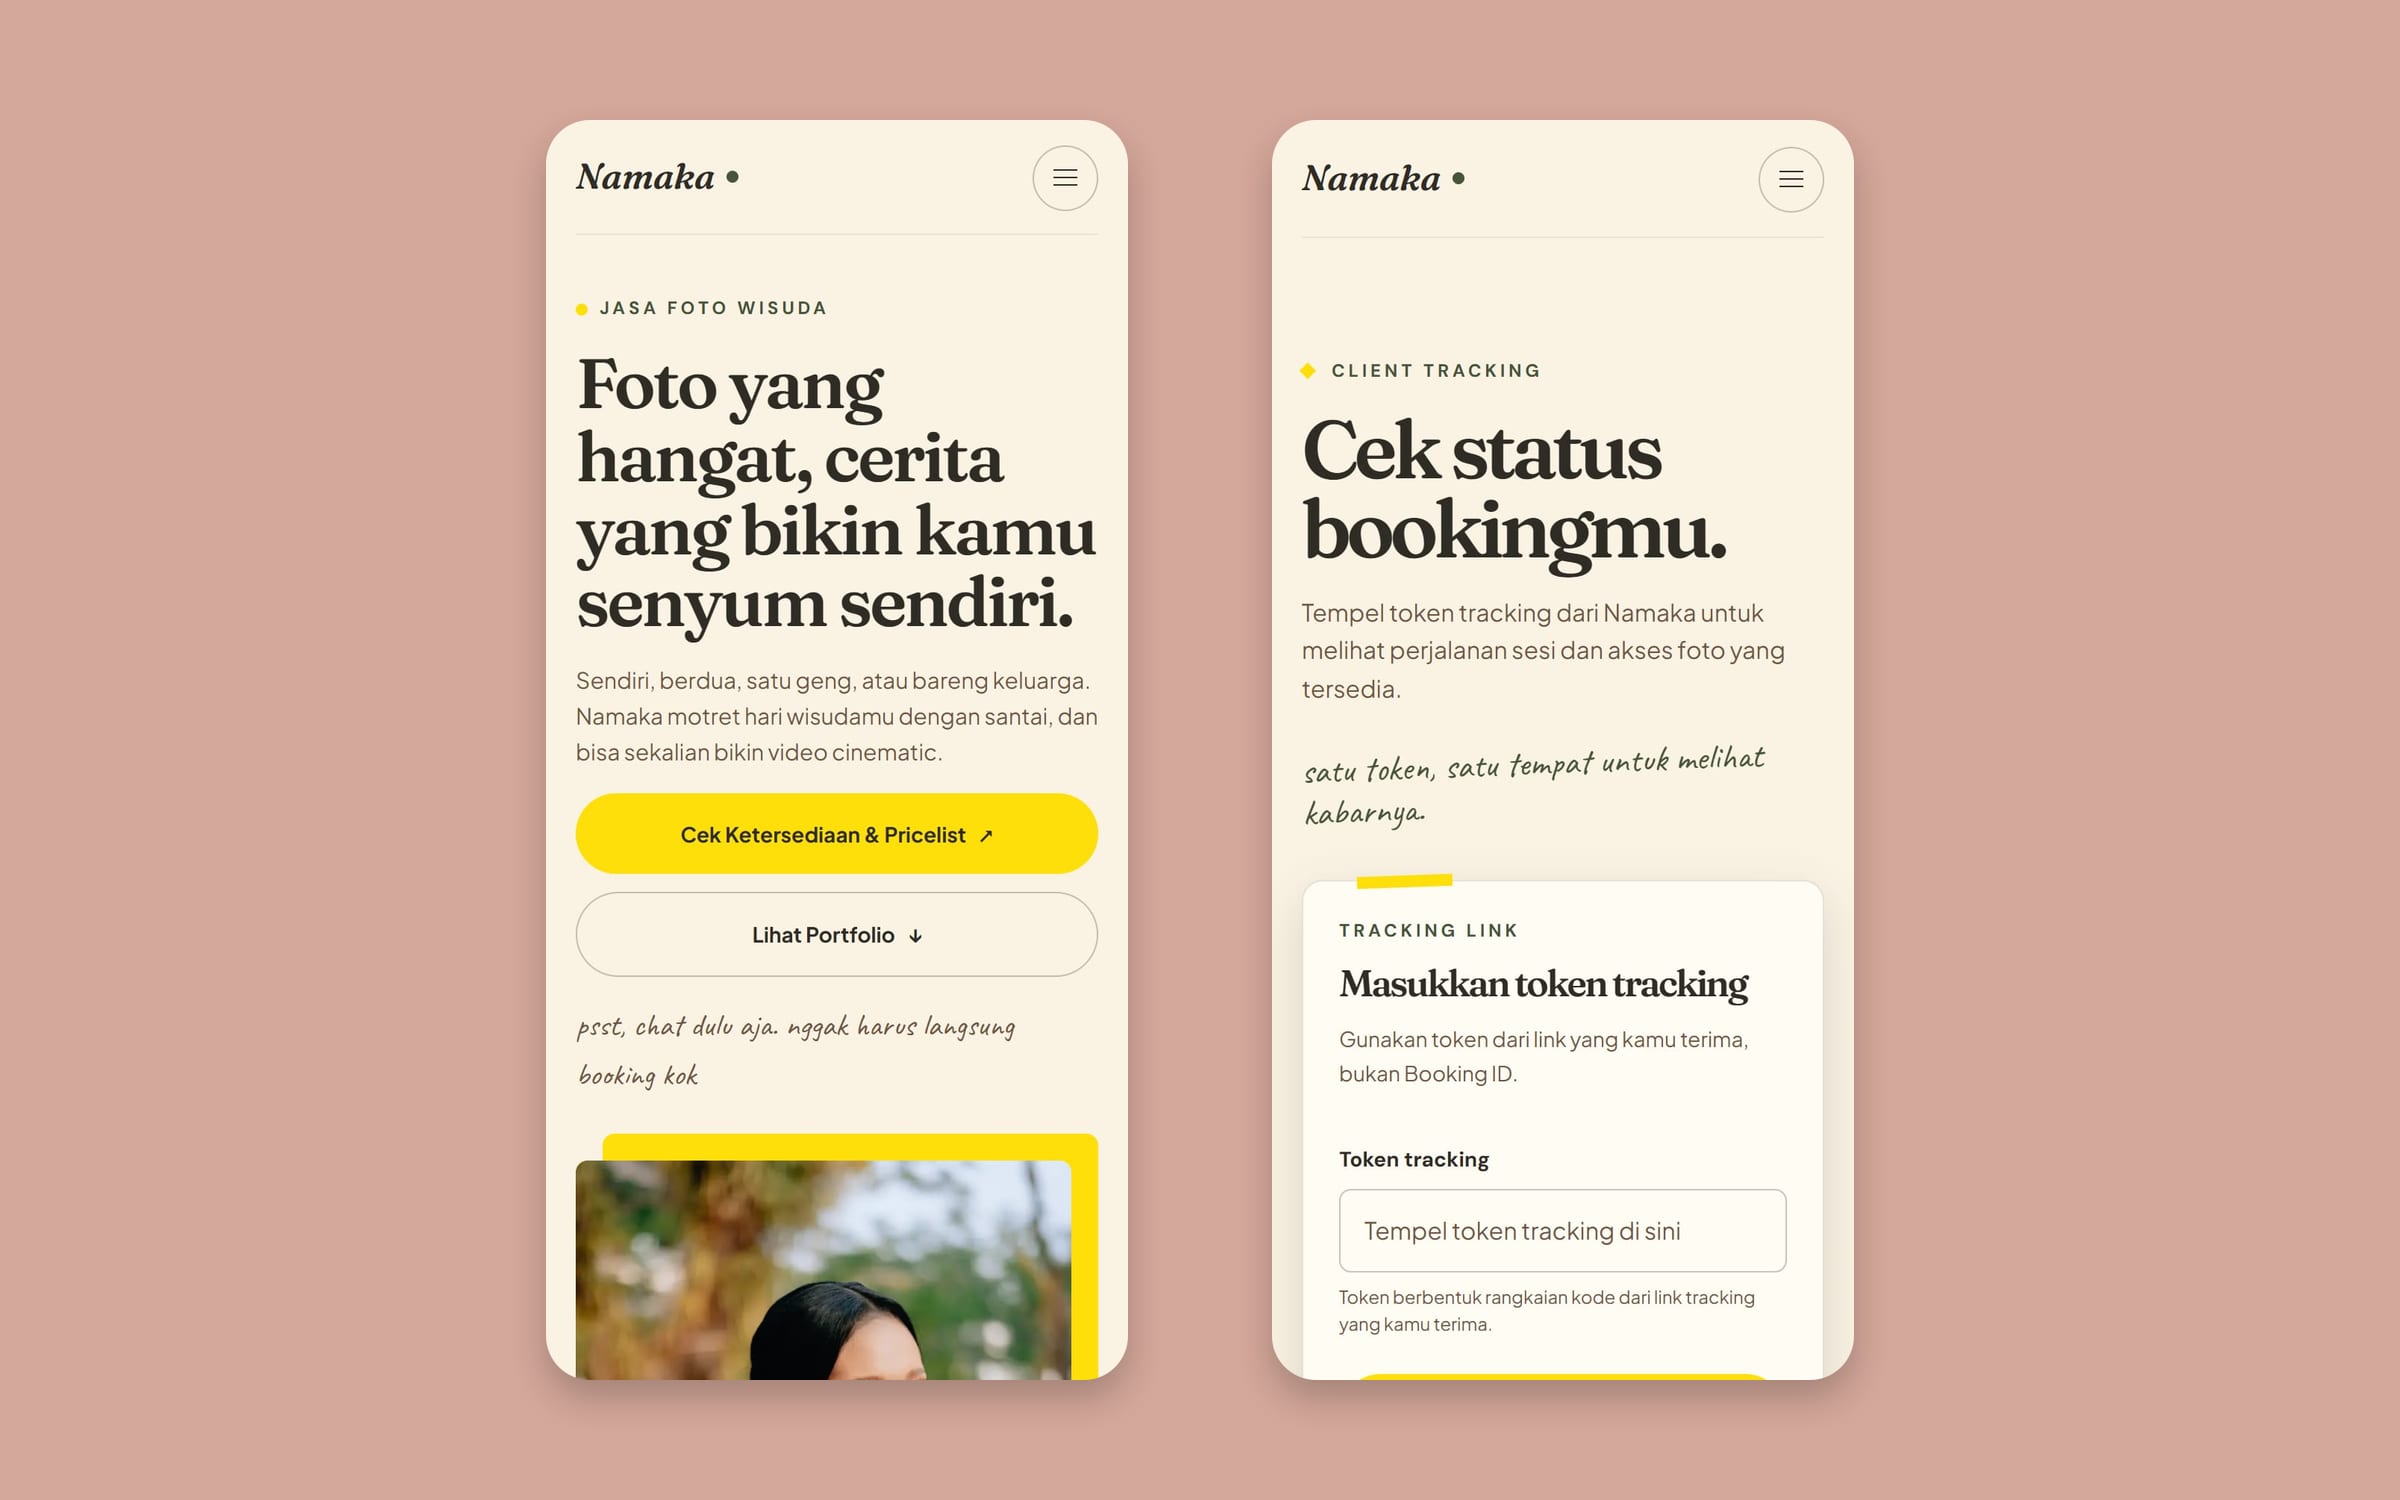 Namaka
JASA FOTO WISUDA
Foto yang
hangat, cerita
yang bikin kamu
senyum sendiri.
Sendiri, berdua, satu geng, atau bareng keluarga.
Namaka motret hari wisudamu dengan santai, dan
bisa sekalian bikin video cinematic.
Cek Ketersediaan & Pricelist ↗
Lihat Portfolio ↓
psst, chat dulu aja. nggak harus langsung
booking kok
Namaka
CLIENT TRACKING
Cek status
bookingmu.
Tempel token tracking dari Namaka untuk
melihat perjalanan sesi dan akses foto yang
tersedia.
satu token, satu tempat untuk melihat
kabarnya.
TRACKING LINK
Masukkan token tracking
Gunakan token dari link yang kamu terima,
bukan Booking ID.
Token tracking
Tempel token tracking di sini
Token berbentuk rangkaian kode dari link tracking
yang kamu terima.